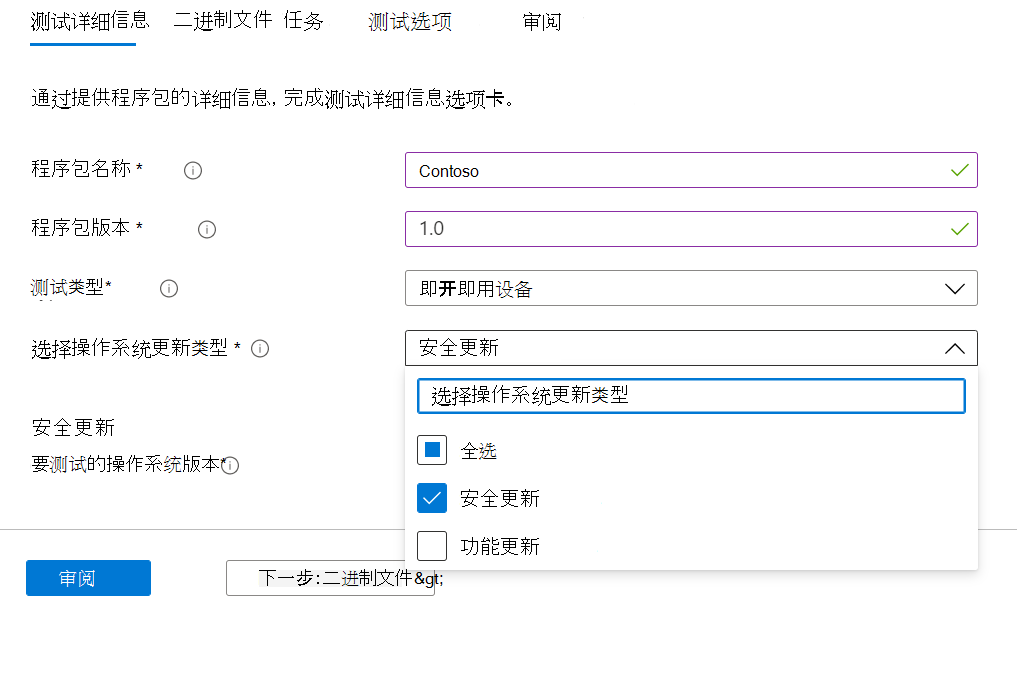 测试详细信息 二进制文件 任务 测试选项 审阅
通过提供程序包的详细信息, 完成测试详细信息选项卡。
程序包名称 *
Contoso
程序包版本 *
1.0
测试类型*
即开即用设备
选择操作系统更新类型 *
安全更新
选择操作系统更新类型
全选
安全更新
功能更新
安全更新
要测试的操作系统版本*
审阅
下一步:二进制文件&gt;